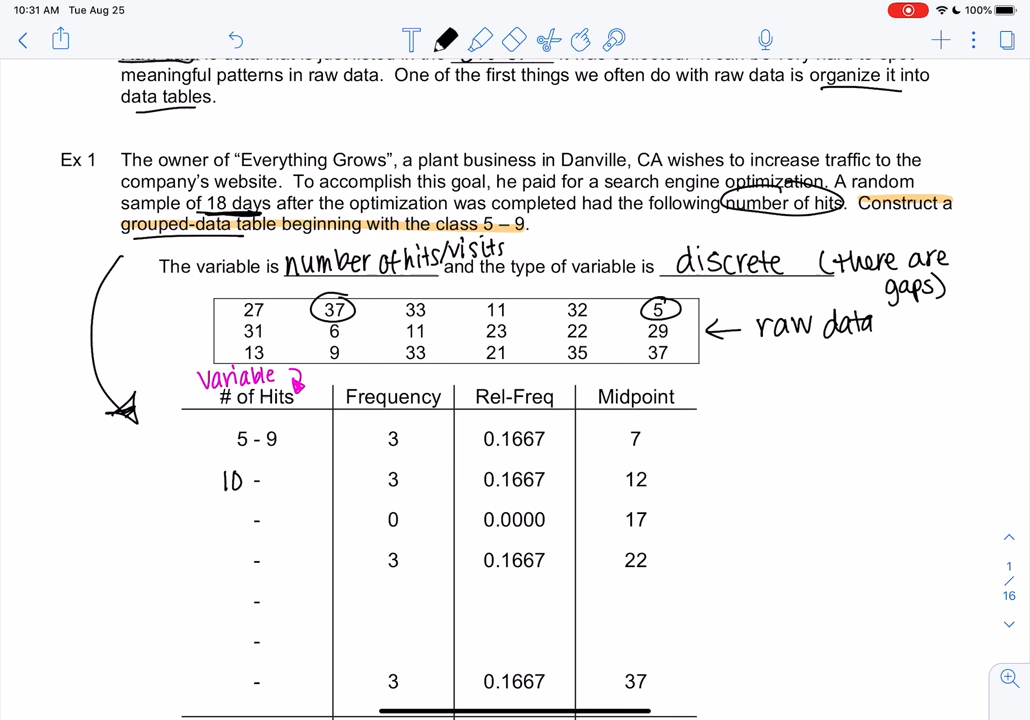 10:31 AM Tue Aug 25
100%
meaningful patterns in raw data. One of the first things we often do with raw data is organize it into
data tables.
Ex 1 The owner of “Everything Grows”, a plant business in Danville, CA wishes to increase traffic to the
company’s website. To accomplish this goal, he paid for a search engine optimization. A random
sample of 18 days after the optimization was completed had the following number of hits. Construct a
grouped-data table beginning with the class 5 – 9.
The variable is number of hits/visits and the type of variable is discrete (there are
gaps)
27 37 33 11 32 5
31 6 11 23 22 29
13 9 33 21 35 37
← raw data
variable
# of Hits Frequency Rel-Freq Midpoint
5 - 9 3 0.1667 7
10 - 3 0.1667 12
- 0 0.0000 17
- 3 0.1667 22
-
-
- 3 0.1667 37
1
/
16